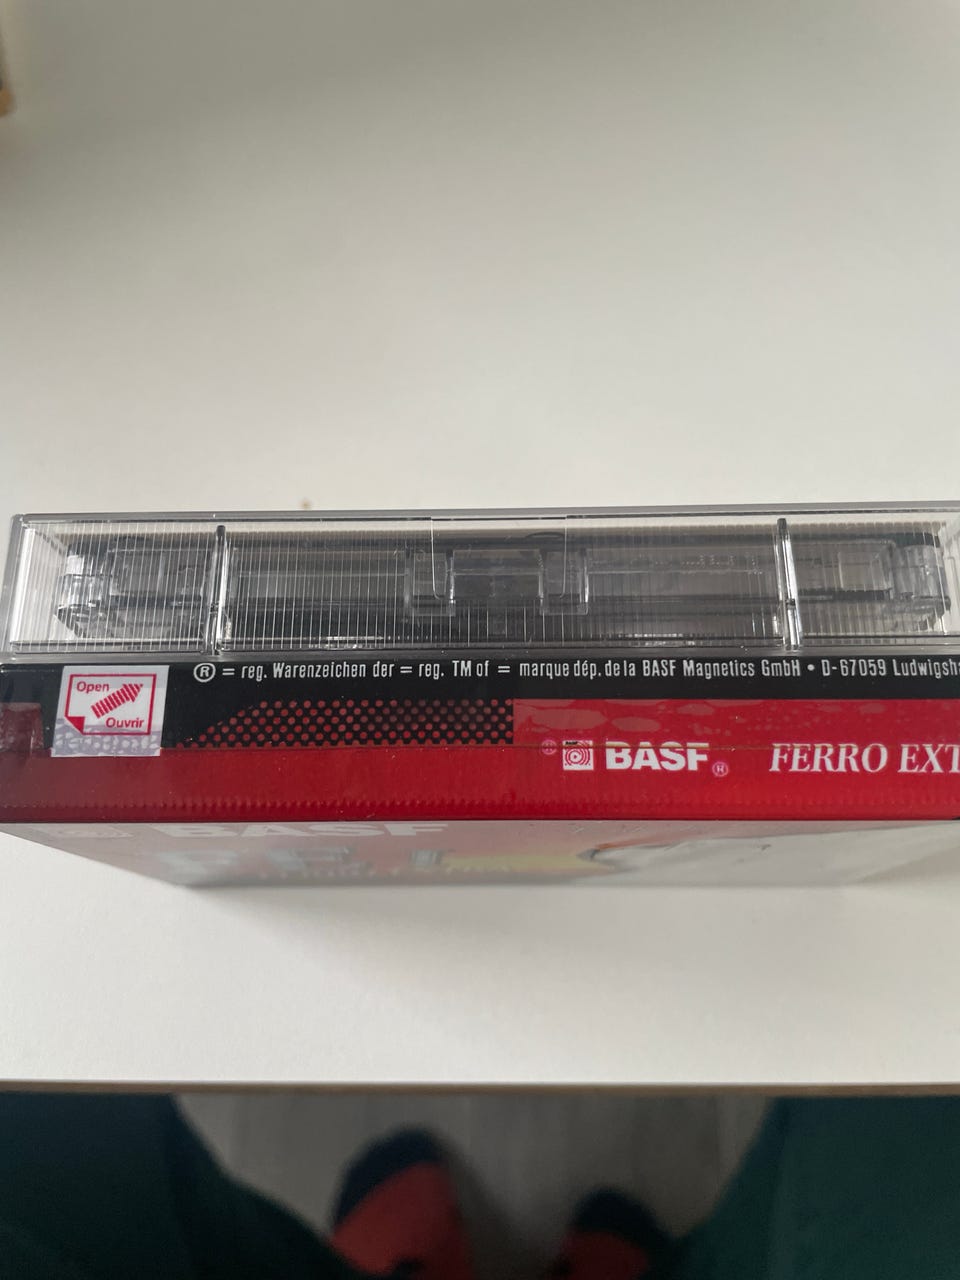 ® = reg. Warenzeichen der = reg. TM of = marque dép. de la BASF Magnetics GmbH • D-67059 Ludwigsha
Open
Ouvrir
BASF® FERRO EXT
BASF